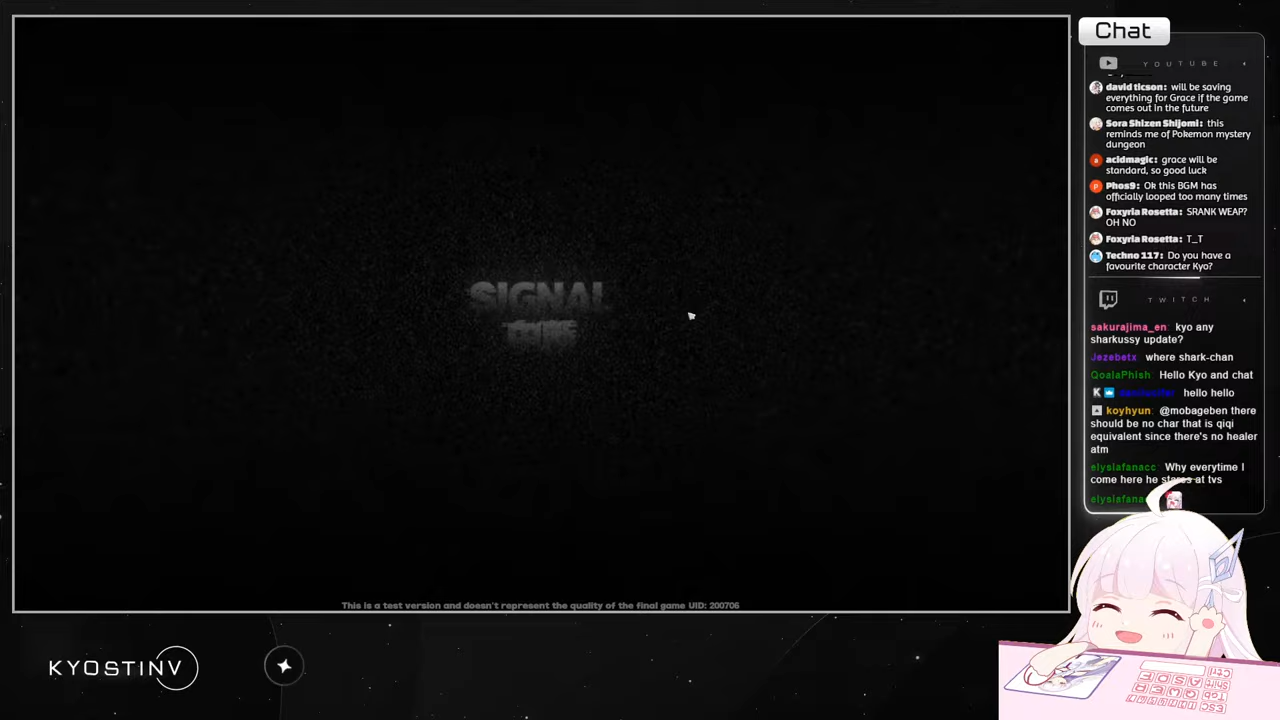 Chat
YOUTUBE
david ticson: will be saving
everything for Grace if the game
comes out in the future
Sora Shizen Shijomi: this
reminds me of Pokemon mystery
dungeon
acidmagic: grace will be
standard, so good luck
Phos9: Ok this BGM has
officially looped too many times
Foxyria Rosetta: SRANK WEAP?
OH NO
Foxyria Rosetta: T_T
Techno 117: Do you have a
favourite character Kyo?
TWITCH
sakurajima_en: kyo any
sharkussy update?
Jezebetx where shark-chan
QoalaPhish: Hello Kyo and chat
hello hello
koyhyun: @mobageben there
should be no char that is qiqi
equivalent since there's no healer
atm
elysiafanacc: Why everytime I
come here he stares at tvs
elysiafana
SIGNAL
This is a test version and doesn't represent the quality of the final game UID: 200706
KYOSTINV
Ctrl
Shift
Tab
Esc